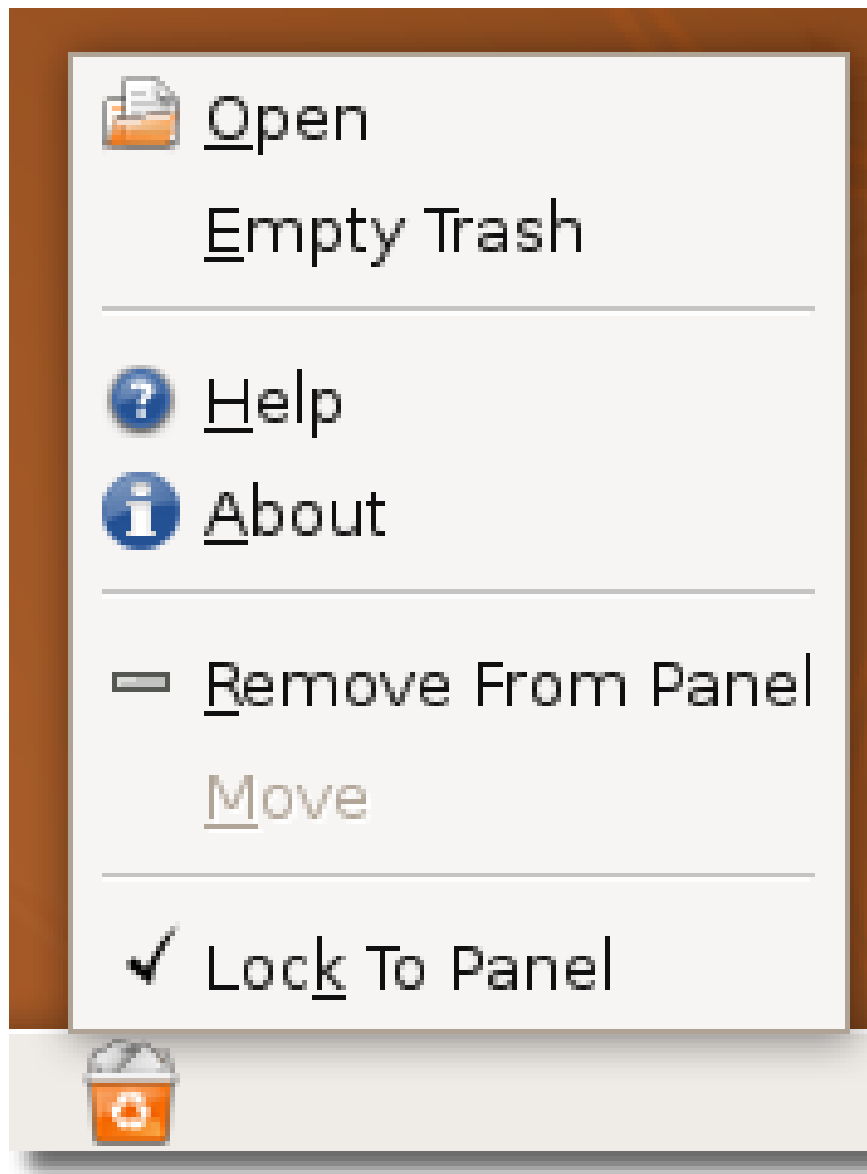 Open
Empty Trash
Help
About
Remove From Panel
Move
Lock To Panel